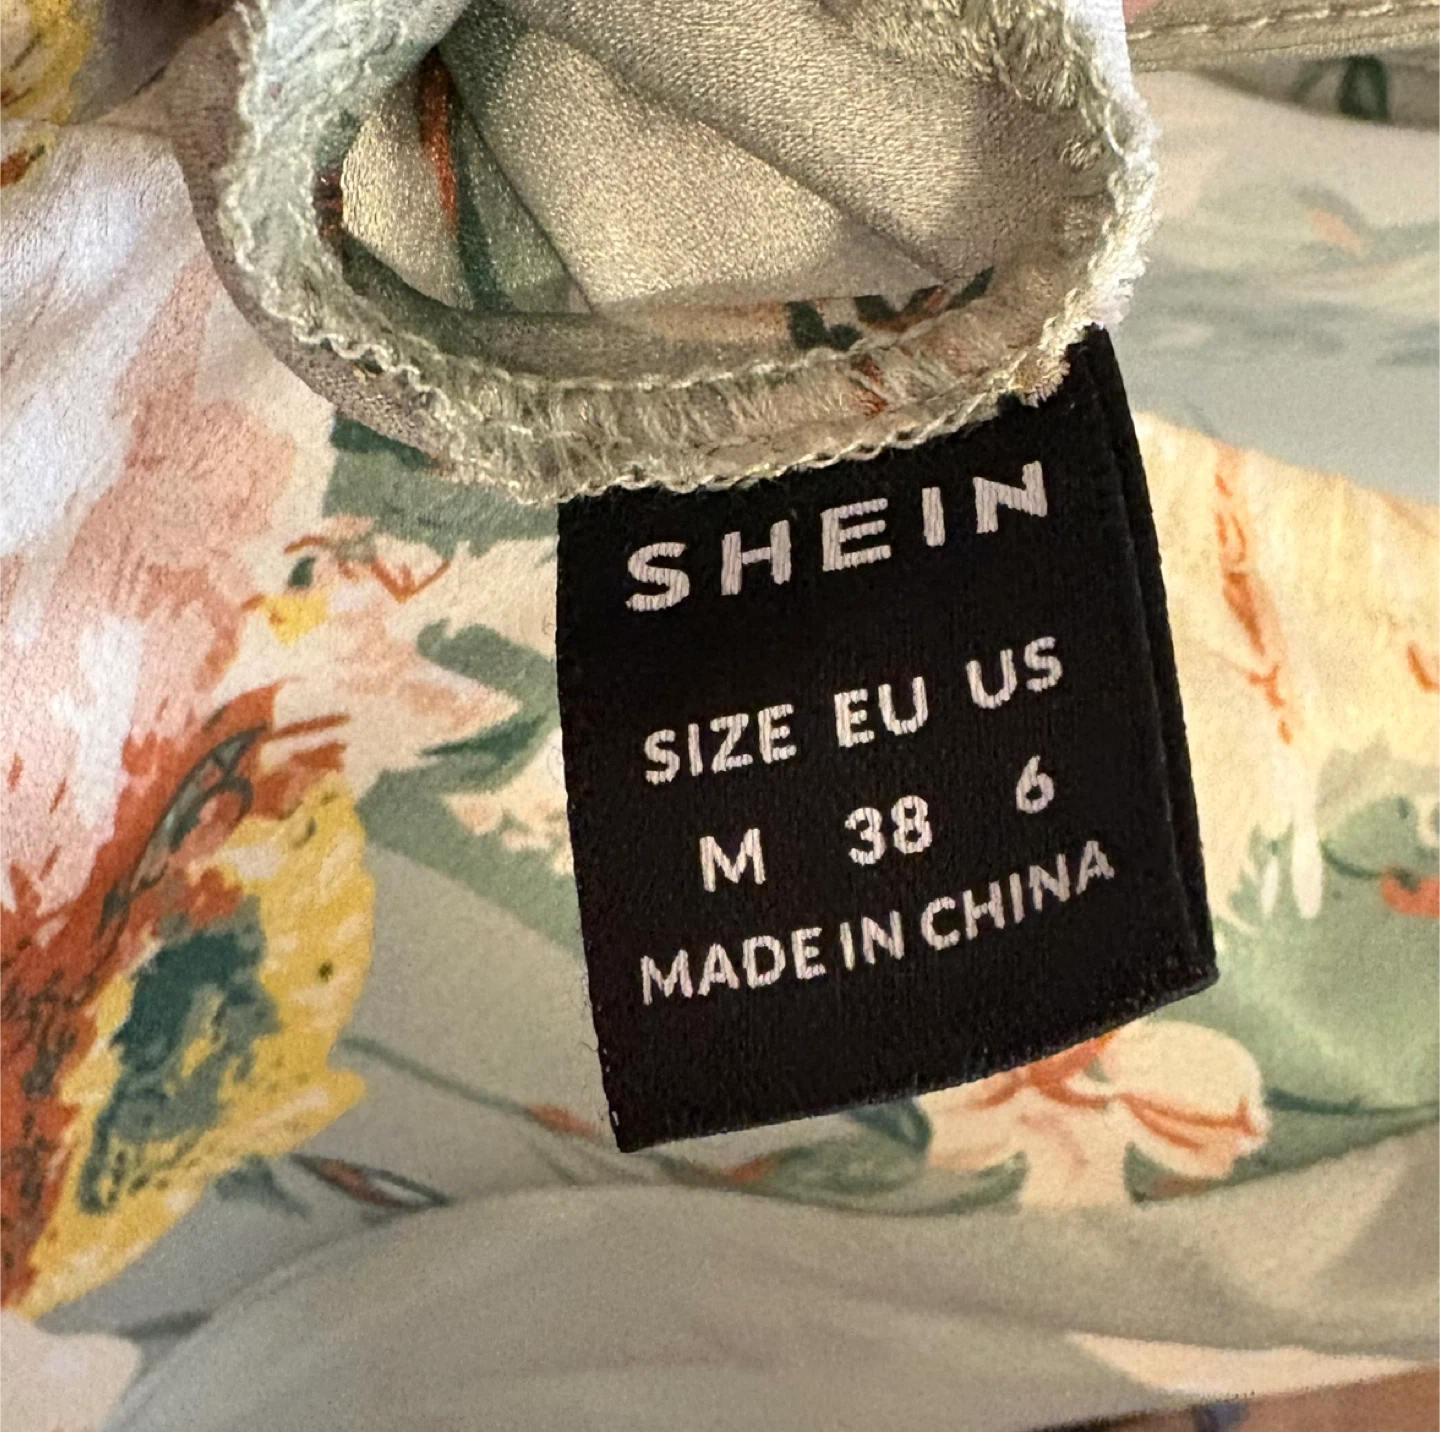 SHEIN
SIZE EU US
M 38 6
MADE IN CHINA